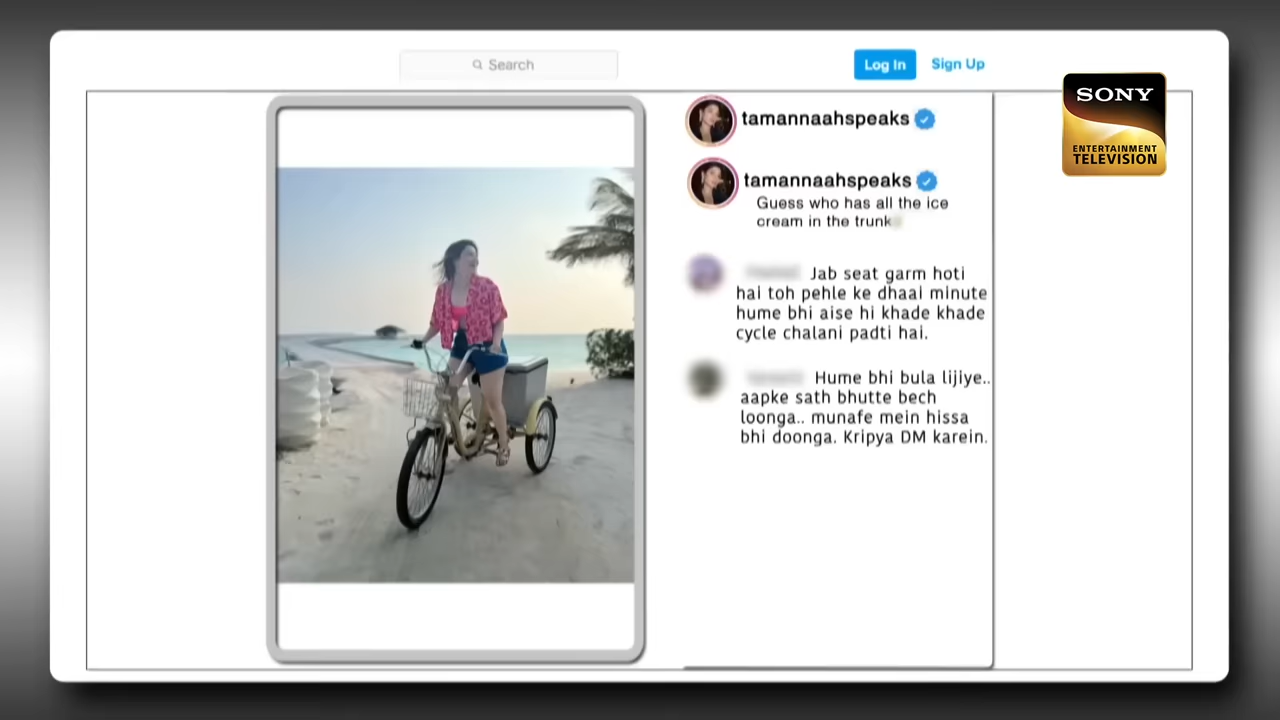 Search
Log In
Sign Up
SONY
ENTERTAINMENT
TELEVISION
tamannaahspeaks
tamannaahspeaks
Guess who has all the ice
cream in the trunk
Jab seat garm hoti
hai toh pehle ke dhaai minute
hume bhi aise hi khade khade
cycle chalani padti hai.
Hume bhi bula lijiye..
aapke sath bhutte bech
loonga.. munafe mein hissa
bhi doonga. Kripya DM karein.